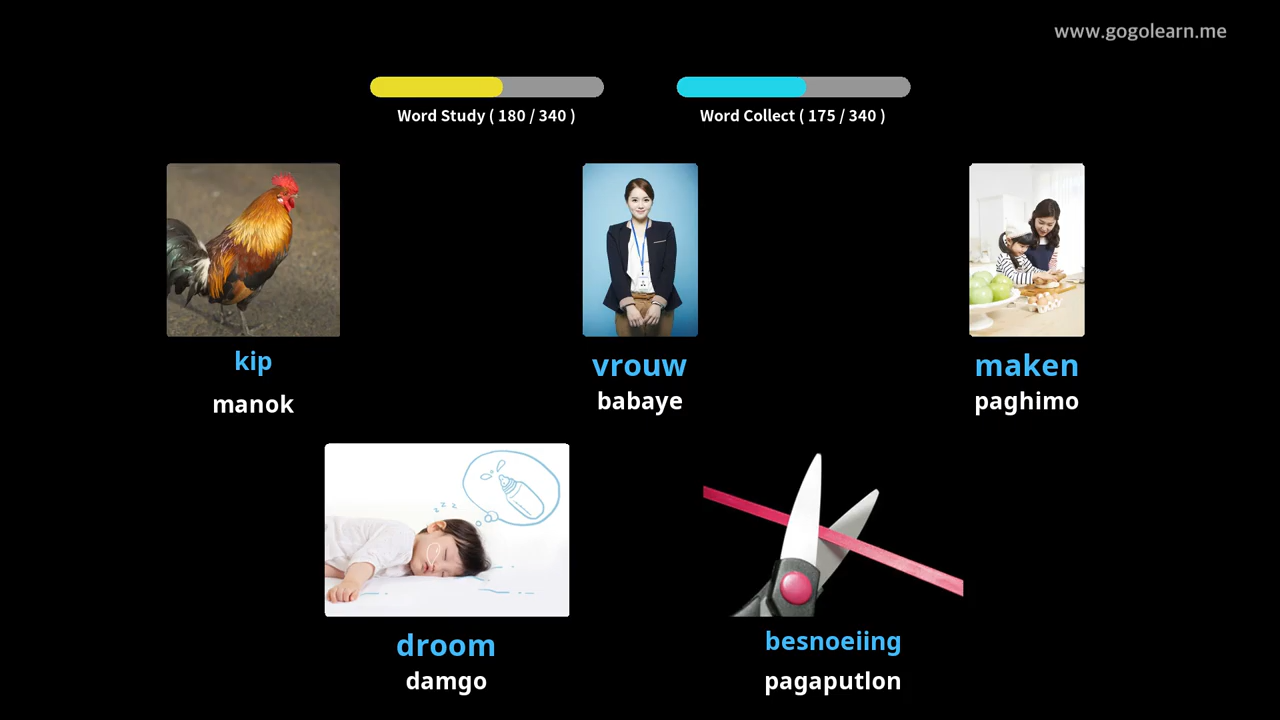 www.gogolearn.me
Word Study ( 180 / 340 )
Word Collect ( 175 / 340 )
kip
manok
vrouw
babaye
maken
paghimo
droom
damgo
besnoeiing
pagaputlon